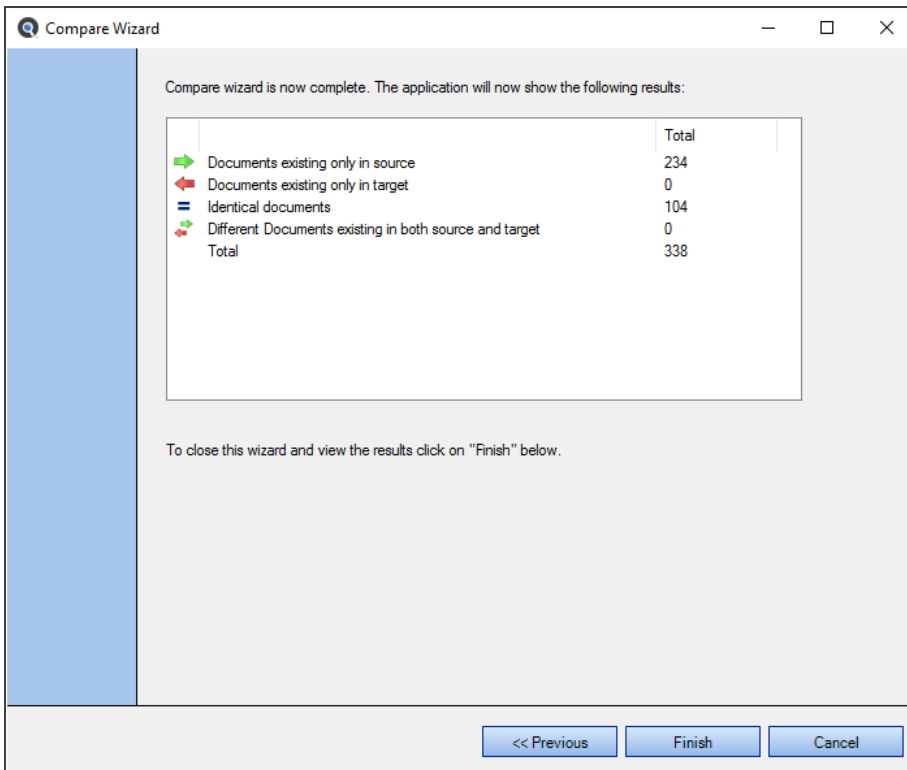 Compare Wizard
Compare wizard is now complete. The application will now show the following results:
Total
Documents existing only in source 234
Documents existing only in target 0
Identical documents 104
Different Documents existing in both source and target 0
Total 338
To close this wizard and view the results click on "Finish" below.
<< Previous Finish Cancel